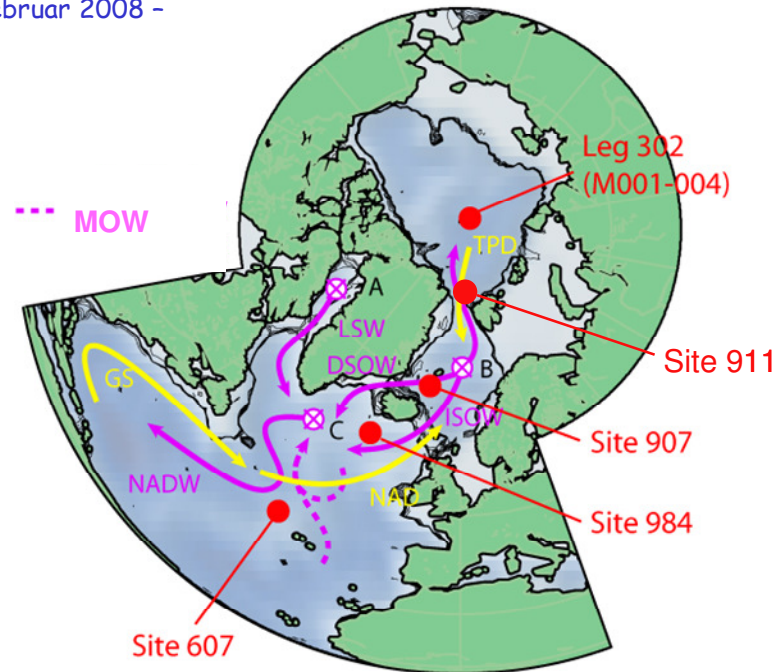 ebruar 2008 –
Leg 302
(M001-004)
MOW
TPD
A
LSW
DSOW
B
Site 911
GS
ISOW
C
Site 907
NADW
NAD
Site 984
Site 607